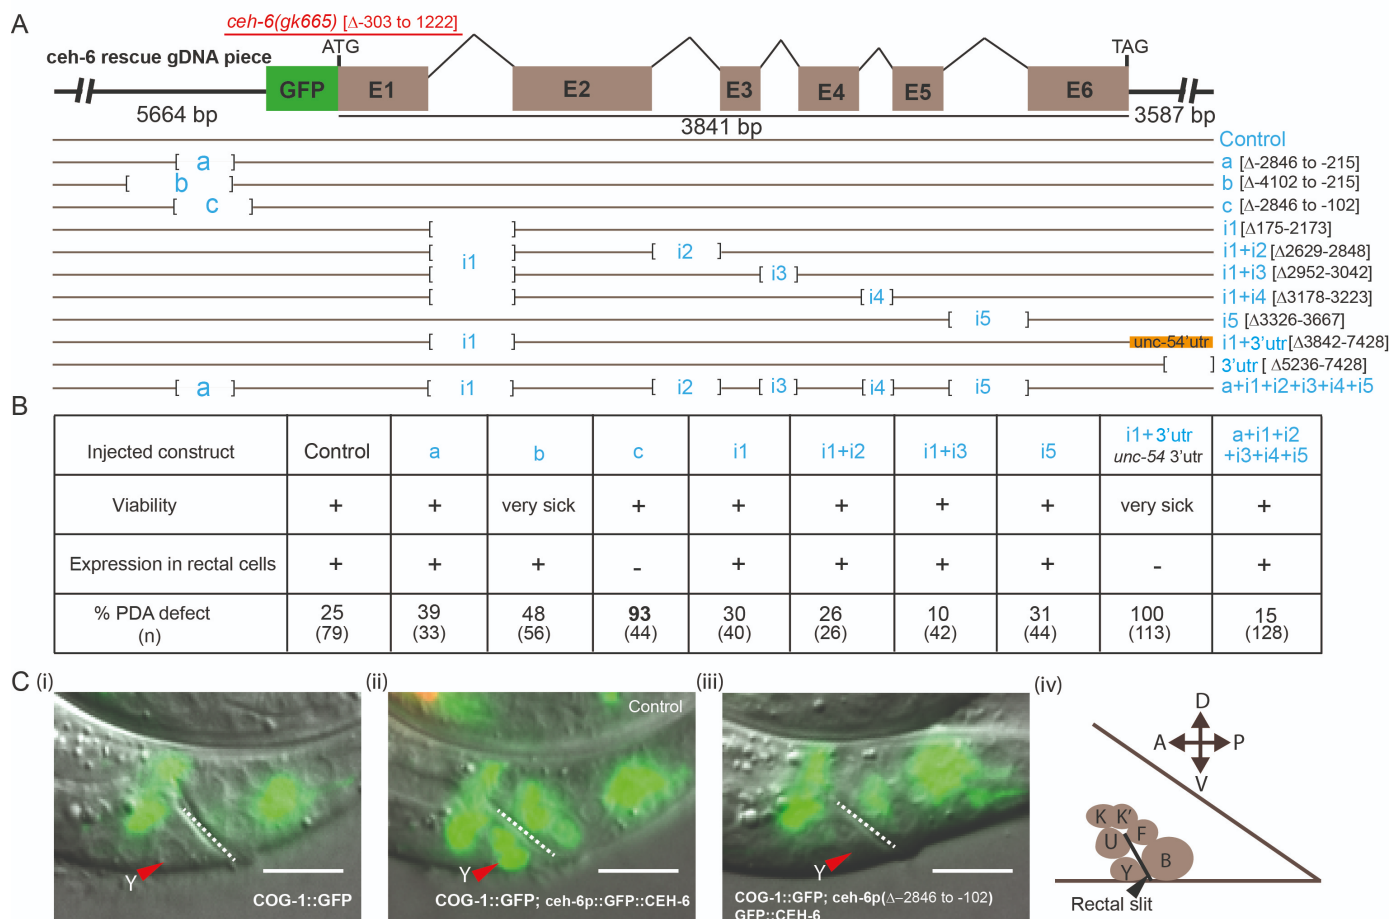 A
ceh-6(gk665) [Δ-303 to 1222]
ATG
TAG
ceh-6 rescue gDNA piece
GFP E1 E2 E3 E4 E5 E6
5664 bp
3841 bp
3587 bp
Control
a a [Δ-2846 to -215]
b b [Δ-4102 to -215]
c c [Δ-2846 to -102]
i1 [Δ175-2173]
i1 i2 i1+i2 [Δ2629-2848]
i3 i1+i3 [Δ2952-3042]
i4 i1+i4 [Δ3178-3223]
i5 i5 [Δ3326-3667]
i1 unc-54'utr i1+3'utr [Δ3842-7428]
3'utr [ Δ5236-7428]
a i1 i2 i3 i4 i5 a+i1+i2+i3+i4+i5
B
Injected construct Control a b c i1 i1+i2 i1+i3 i5 i1+3'utr unc-54 3'utr a+i1+i2 +i3+i4+i5
Viability + + very sick + + + + + very sick +
Expression in rectal cells + + + - + + + + - +
% PDA defect 25 39 48 93 30 26 10 31 100 15
(n) (79) (33) (56) (44) (40) (26) (42) (44) (113) (128)
C (i)
Y
COG-1::GFP
(ii)
Control
Y
COG-1::GFP; ceh-6p::GFP::CEH-6
(iii)
Y
COG-1::GFP; ceh-6p(Δ–2846 to -102)
GFP::CEH-6
(iv)
D
A P
V
K K'
U F
B
Y
Rectal slit